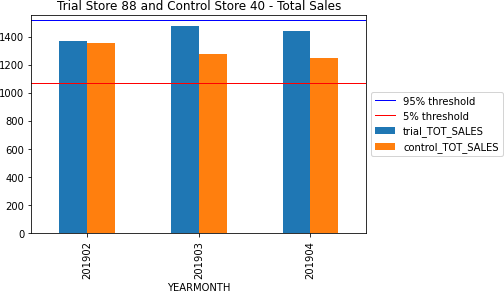 Trial Store 88 and Control Store 40 - Total Sales
1400
1200
1000
800
600
400
200
0
201902
201903
201904
YEARMONTH
95% threshold
5% threshold
trial_TOT_SALES
control_TOT_SALES